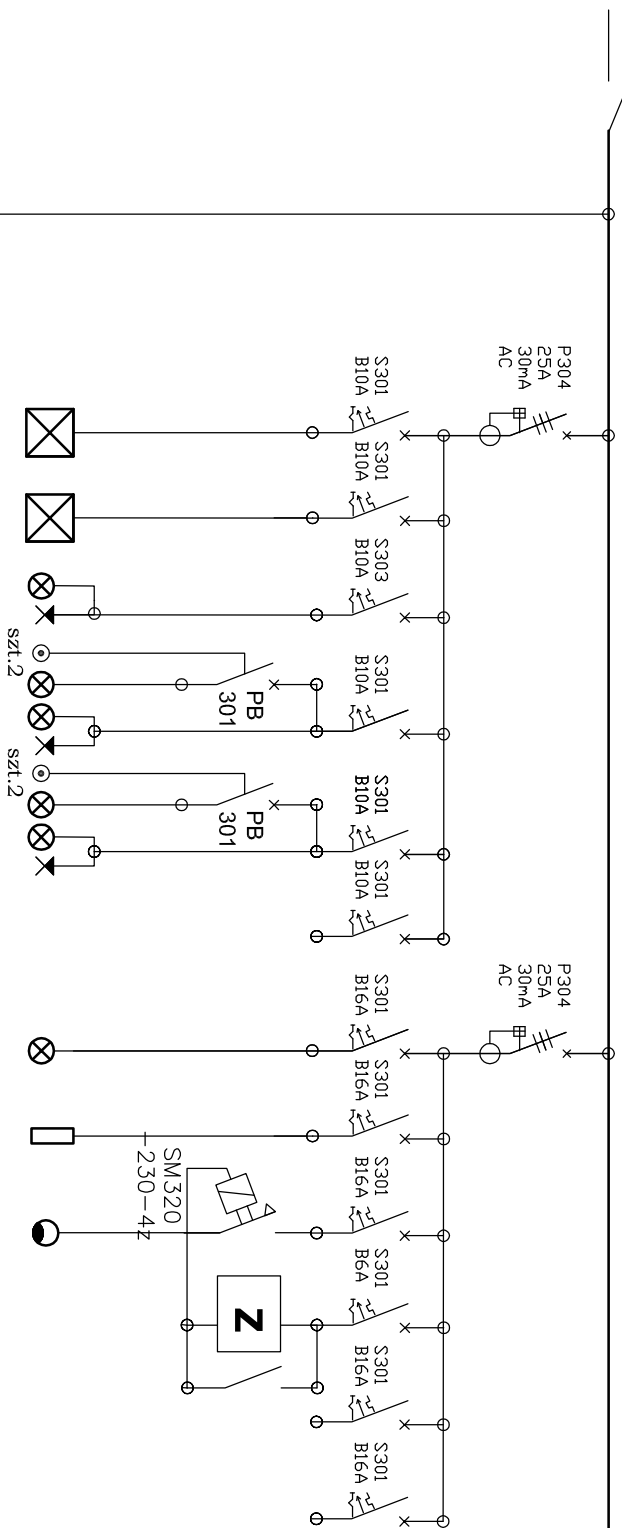 P304
25A
30mA
AC
S301
B10A
S301
B10A
S303
B10A
S301
B10A
S301
B10A
S301
B10A
PB
301
PB
301
szt.2
szt.2
P304
25A
30mA
AC
S301
B16A
S301
B16A
S301
B16A
S301
B6A
S301
B16A
S301
B16A
SM320
-230-4z
Z